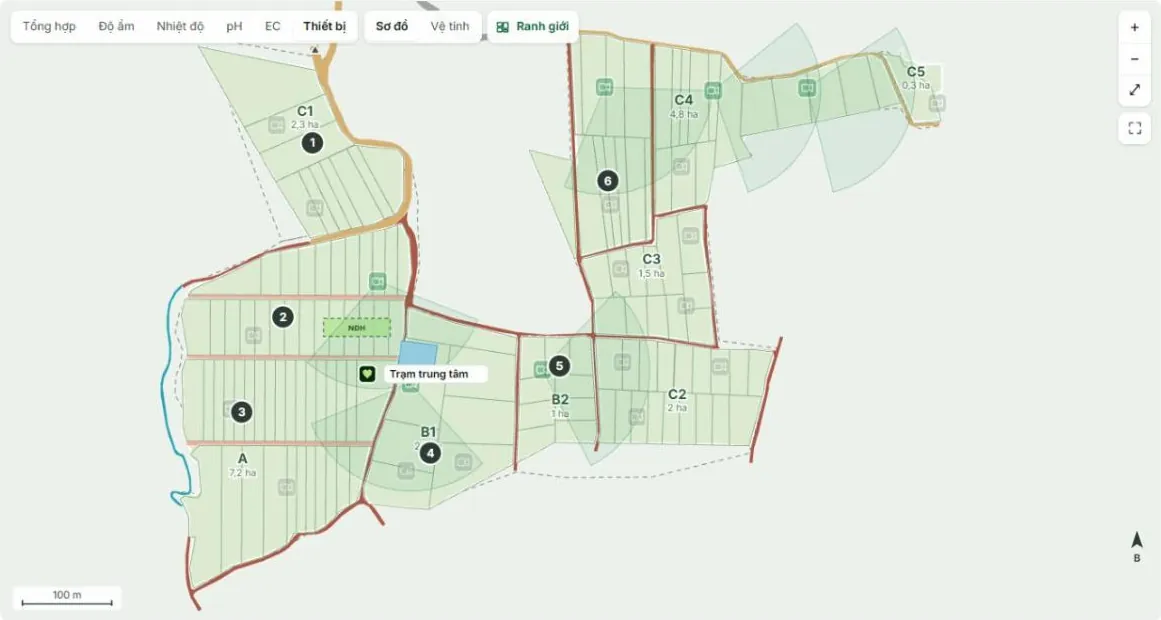 Tổng hợp Độ ẩm Nhiệt độ pH EC Thiết bị Sơ đồ Vệ tinh Ranh giới
C5
0,3 ha
C4
4,8 ha
C1
2,3 ha
1
6
C3
1,5 ha
2
NDH
Trạm trung tâm
5
B2
1 ha
C2
2 ha
3
B1
4
A
7,2 ha
B
100 m